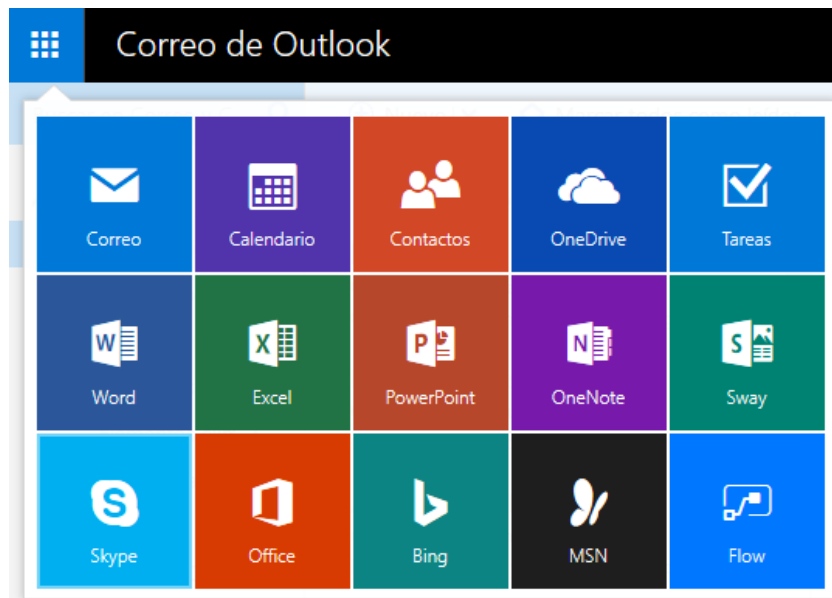 Correo de Outlook
Correo
Calendario
Contactos
OneDrive
Tareas
Word
Excel
PowerPoint
OneNote
Sway
Skype
Office
Bing
MSN
Flow